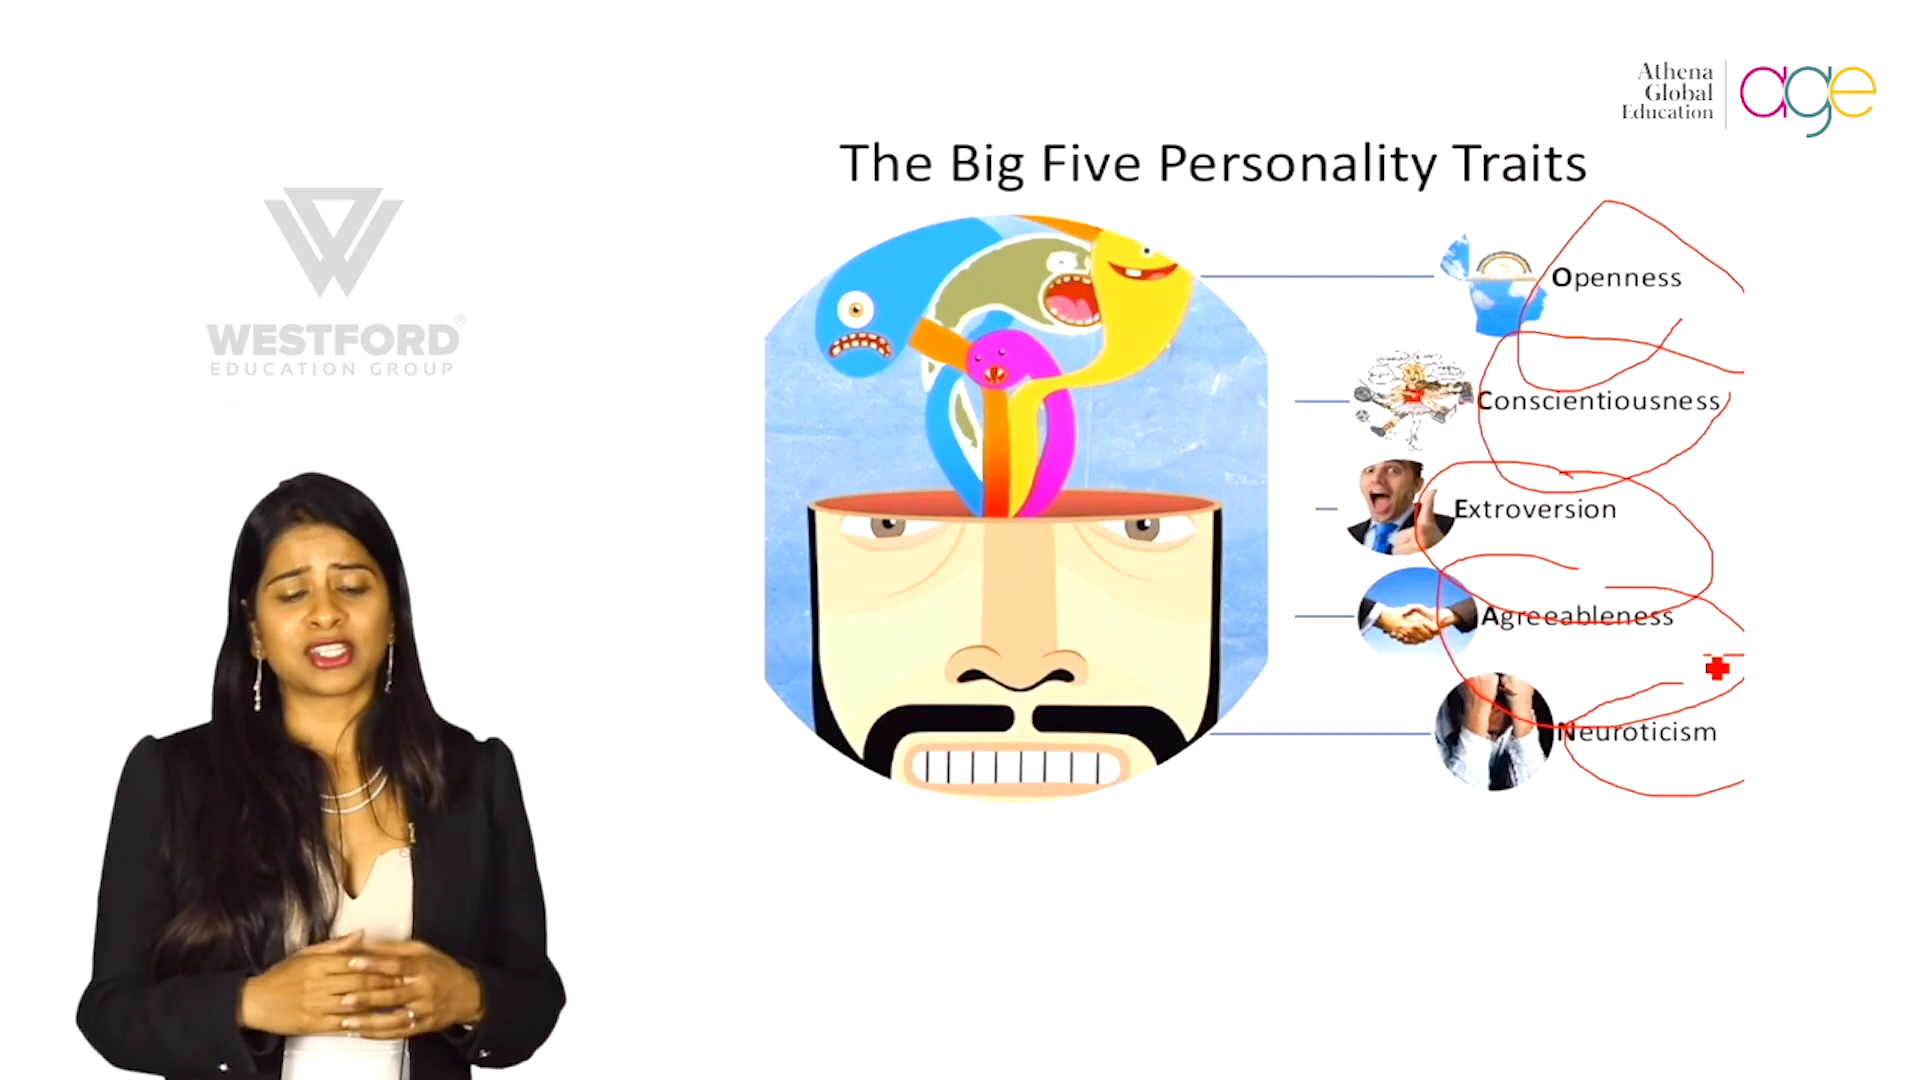 Athena
Global
Education
age
The Big Five Personality Traits
WESTFORD®
EDUCATION GROUP
Openness
Conscientiousness
Extroversion
Agreeableness
Neuroticism